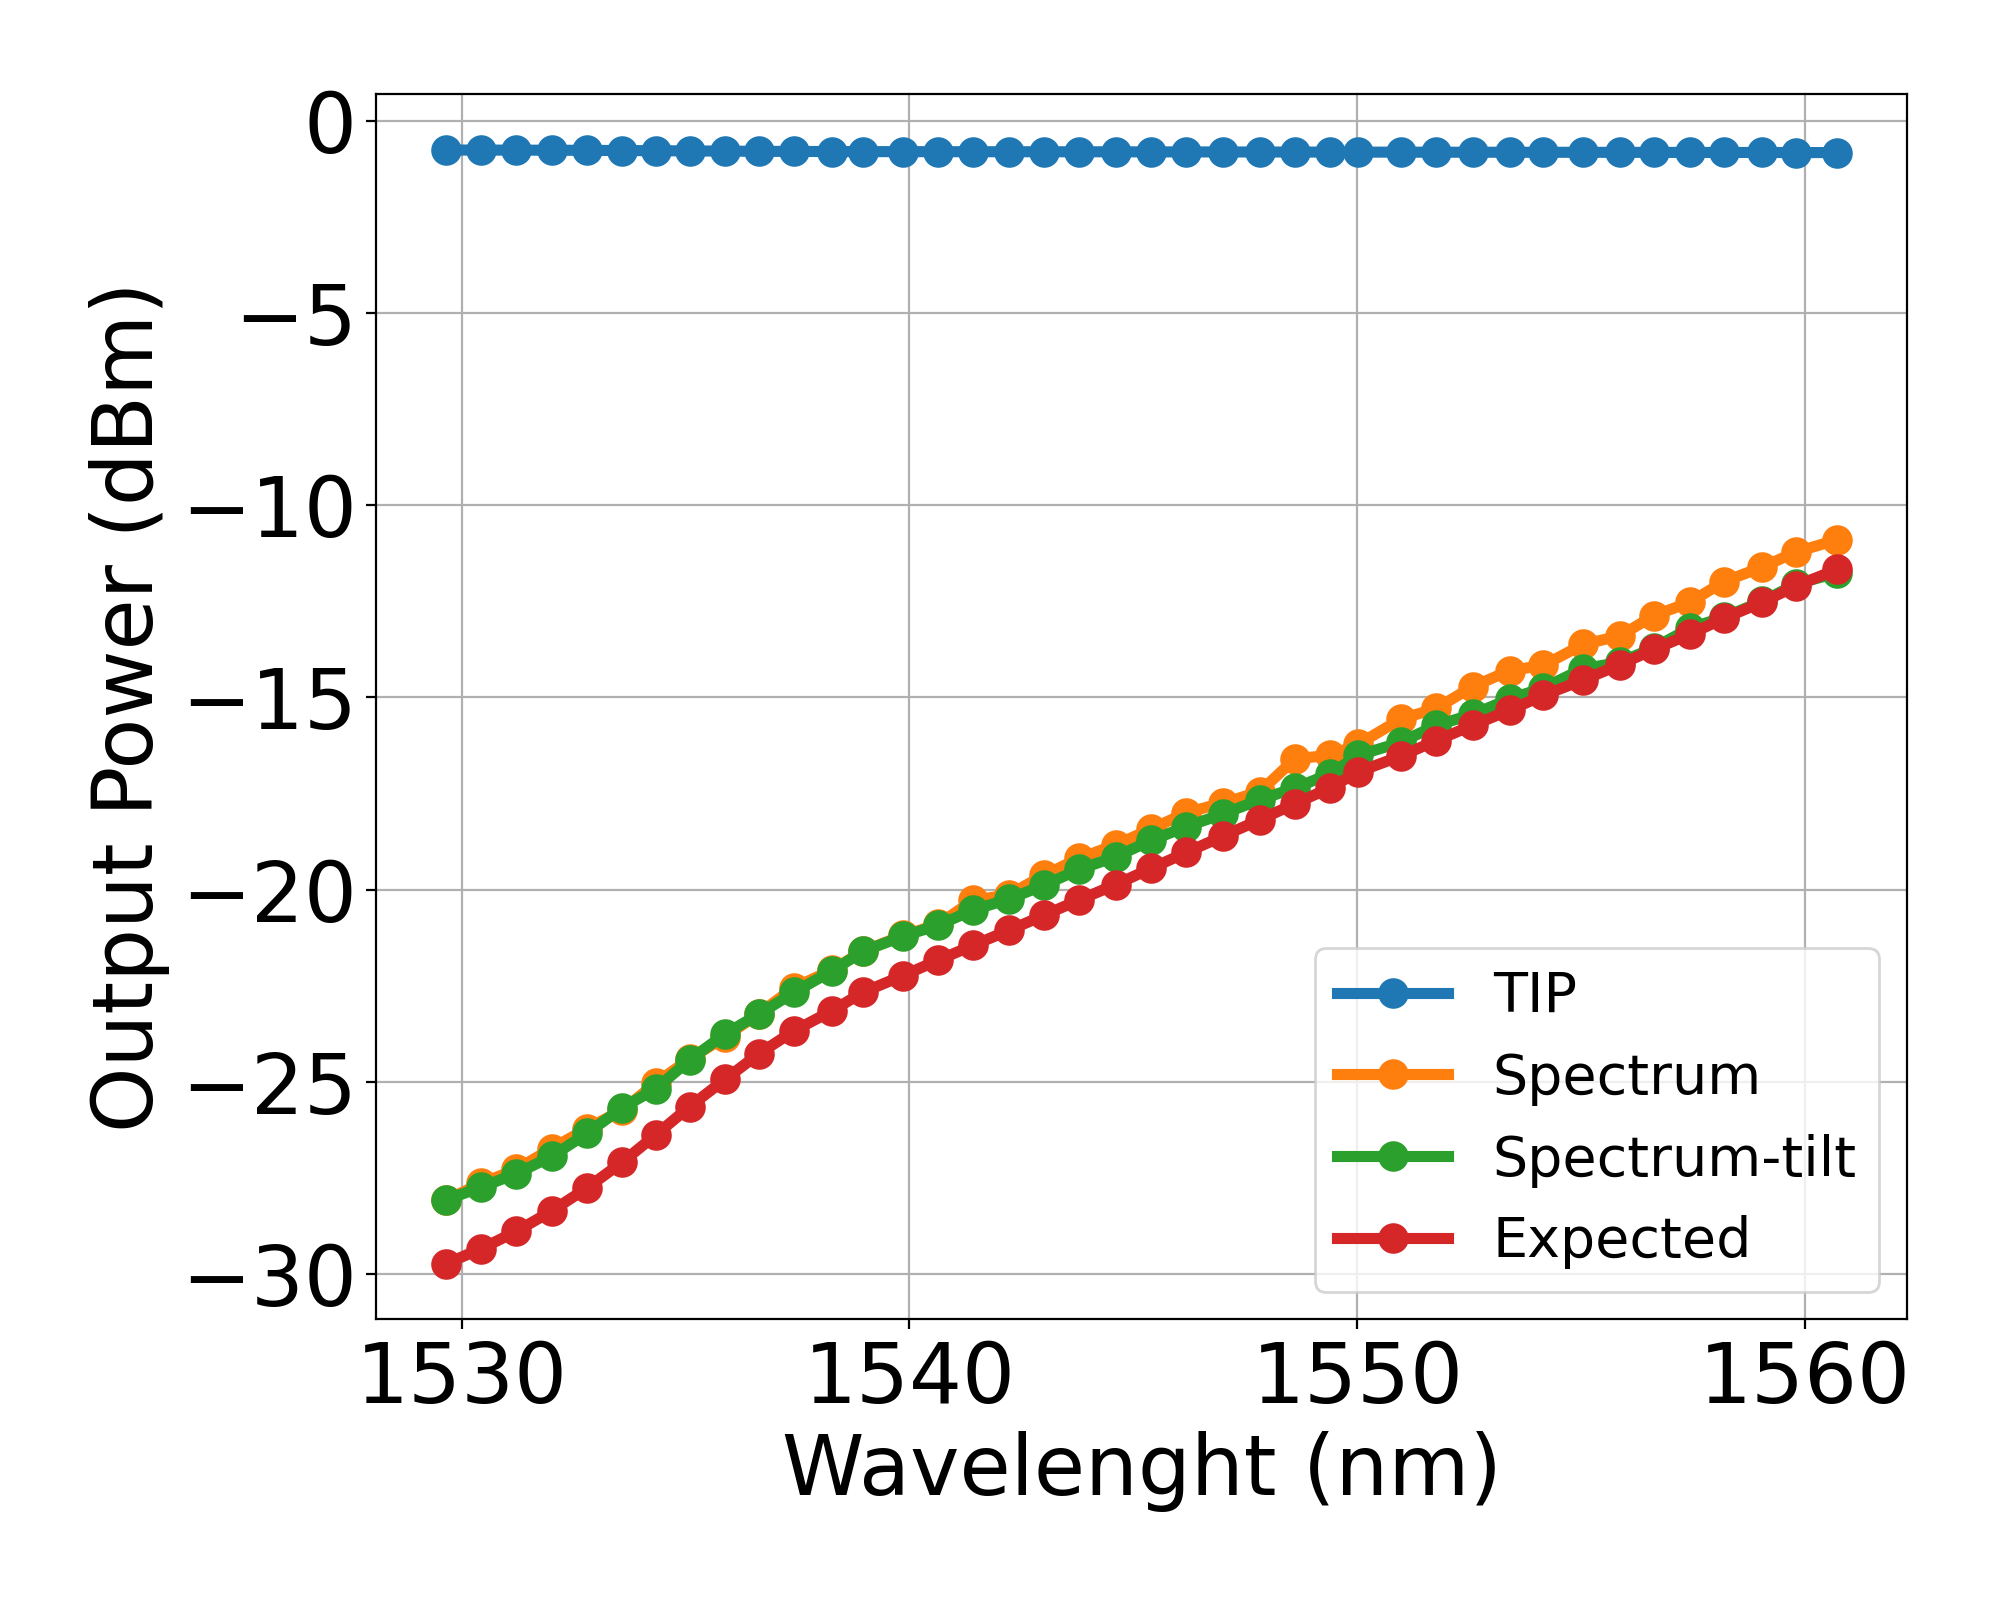 0
−5
−10
−15
−20
−25
−30
Output Power (dBm)
TIP
Spectrum
Spectrum-tilt
Expected
1530 1540 1550 1560
Wavelenght (nm)